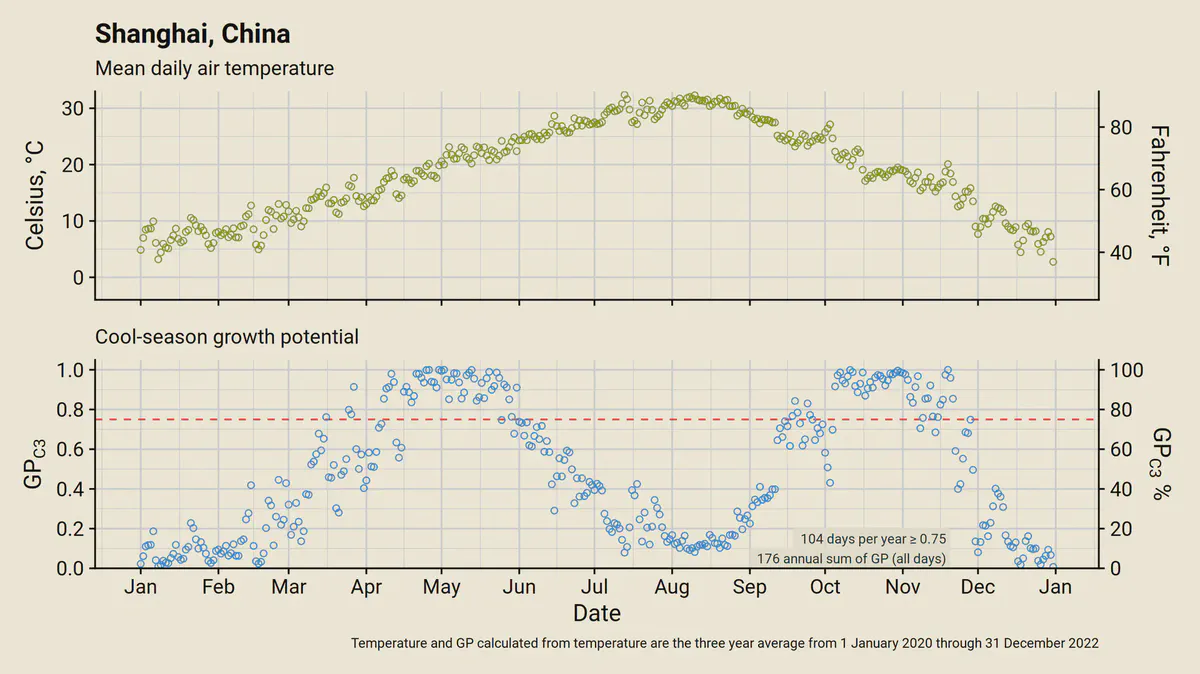 Shanghai, China
Mean daily air temperature
30
20
10
0
Celsius, °C
80
60
40
Fahrenheit, °F
Cool-season growth potential
1.0
0.8
0.6
0.4
0.2
0.0
GPC3
100
80
60
40
20
0
GPC3 %
104 days per year ≥ 0.75
176 annual sum of GP (all days)
Jan Feb Mar Apr May Jun Jul Aug Sep Oct Nov Dec Jan
Date
Temperature and GP calculated from temperature are the three year average from 1 January 2020 through 31 December 2022